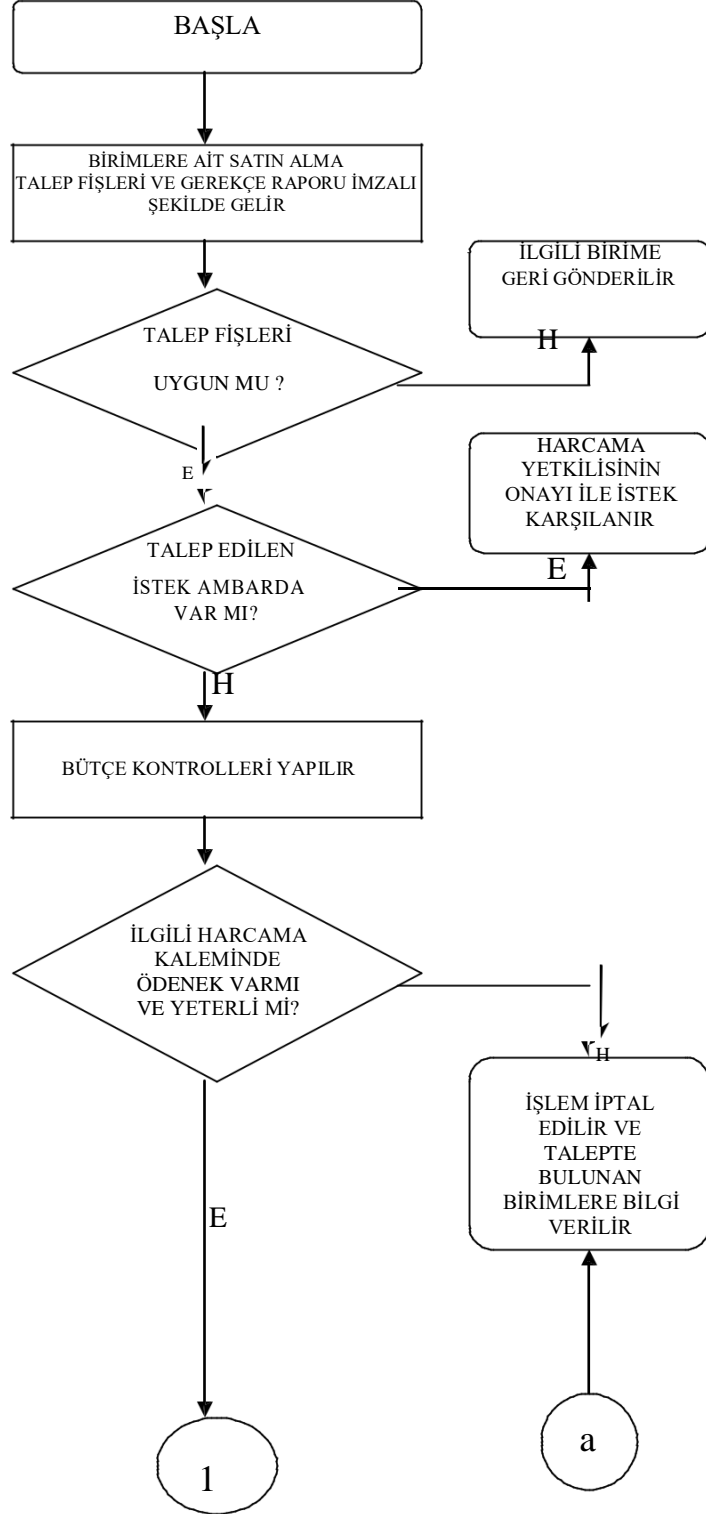 BAŞLA
BİRİMLERE AİT SATIN ALMA
TALEP FİŞLERİ VE GEREKÇE RAPORU İMZALI
ŞEKİLDE GELİR
İLGİLİ BİRİME
GERİ GÖNDERİLİR
TALEP FİŞLERİ
UYGUN MU ?
H
E
HARCAMA
YETKİLİSİNİN
ONAYI İLE İSTEK
KARŞILANIR
TALEP EDİLEN
İSTEK AMBARDA
VAR MI?
E
H
BÜTÇE KONTROLLERİ YAPILIR
İLGİLİ HARCAMA
KALEMİNDE
ÖDENEK VARMI
VE YETERLİ Mİ?
H
İŞLEM İPTAL
EDİLİR VE
TALEPTE
BULUNAN
BİRİMLERE BİLGİ
VERİLİR
E
1
a